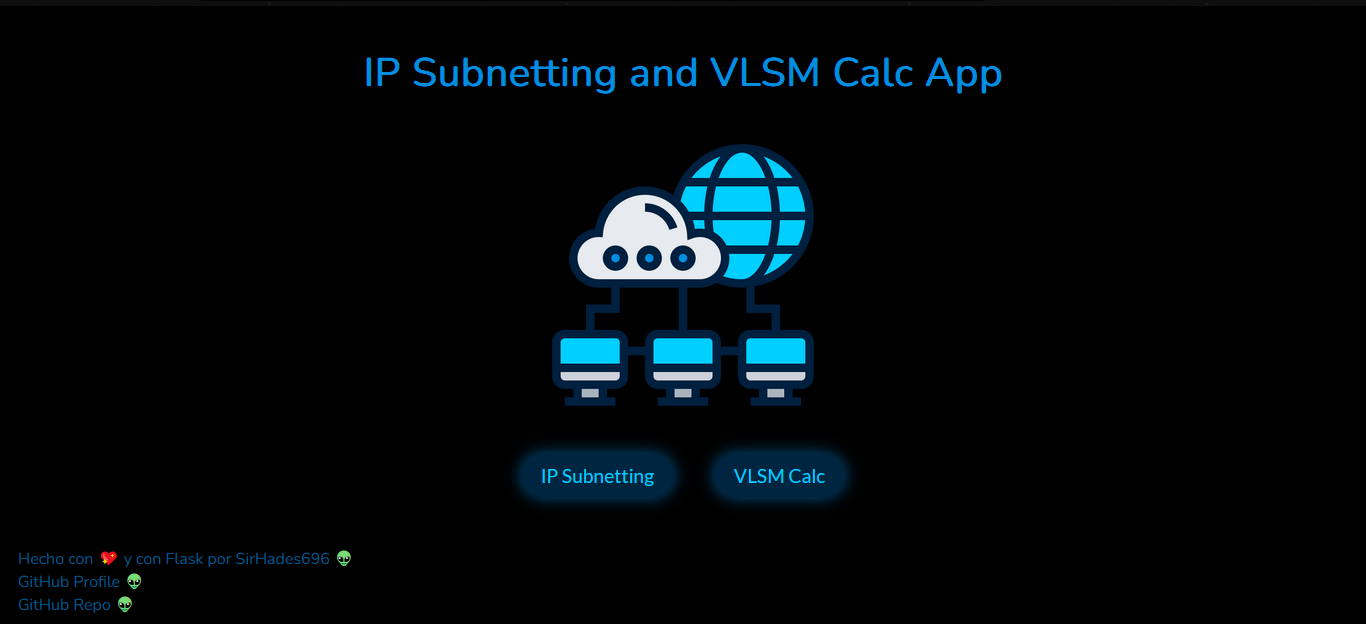 IP Subnetting and VLSM Calc App
IP Subnetting
VLSM Calc
Hecho con 💖 y con Flask por SirHades696 👽
GitHub Profile 👽
GitHub Repo 👽